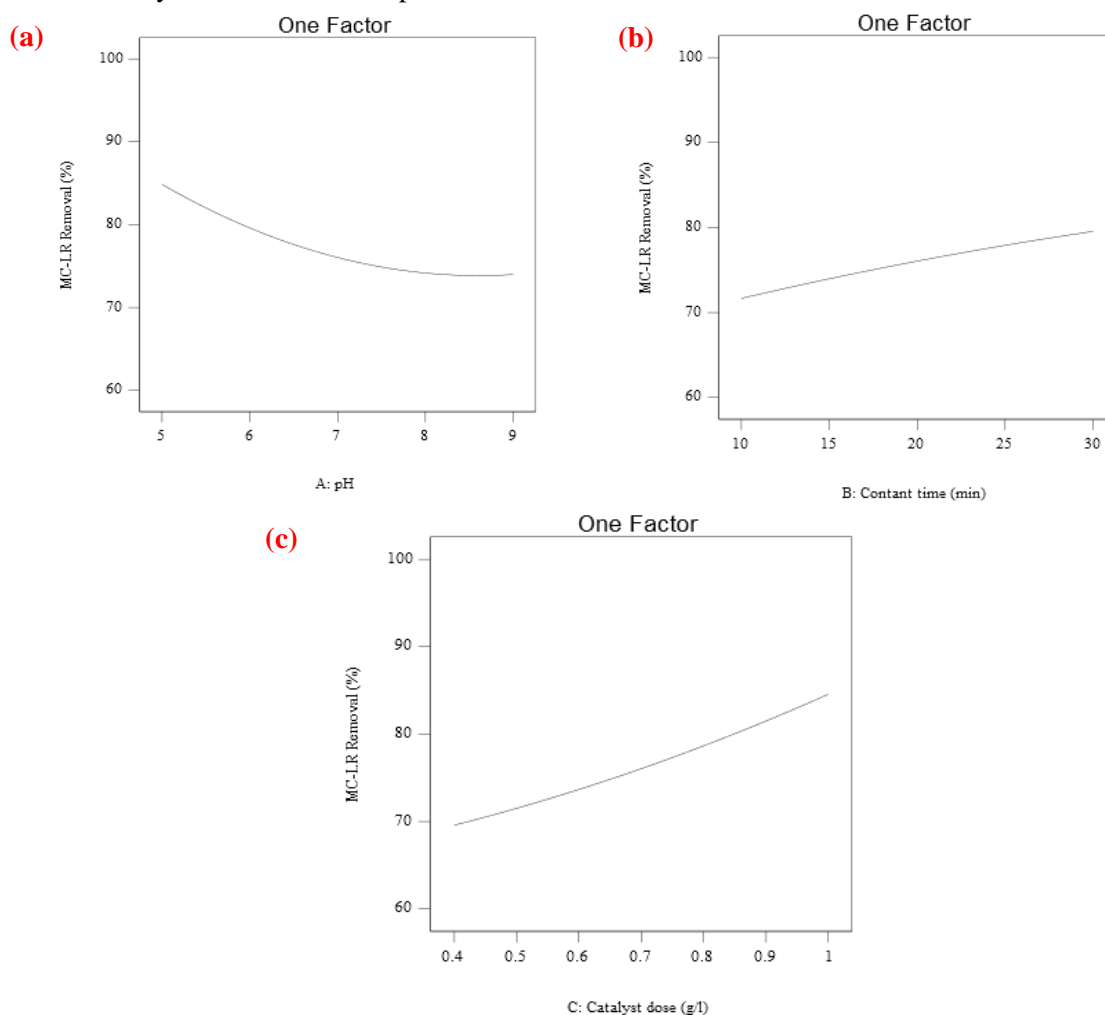 (a)
One Factor
100
90
80
70
60
MC-LR Removal (%)
5 6 7 8 9
A: pH
(b)
One Factor
100
90
80
70
60
MC-LR Removal (%)
10 15 20 25 30
B: Contant time (min)
(c)
One Factor
100
90
80
70
60
MC-LR Removal (%)
0.4 0.5 0.6 0.7 0.8 0.9 1
C: Catalyst dose (g/l)